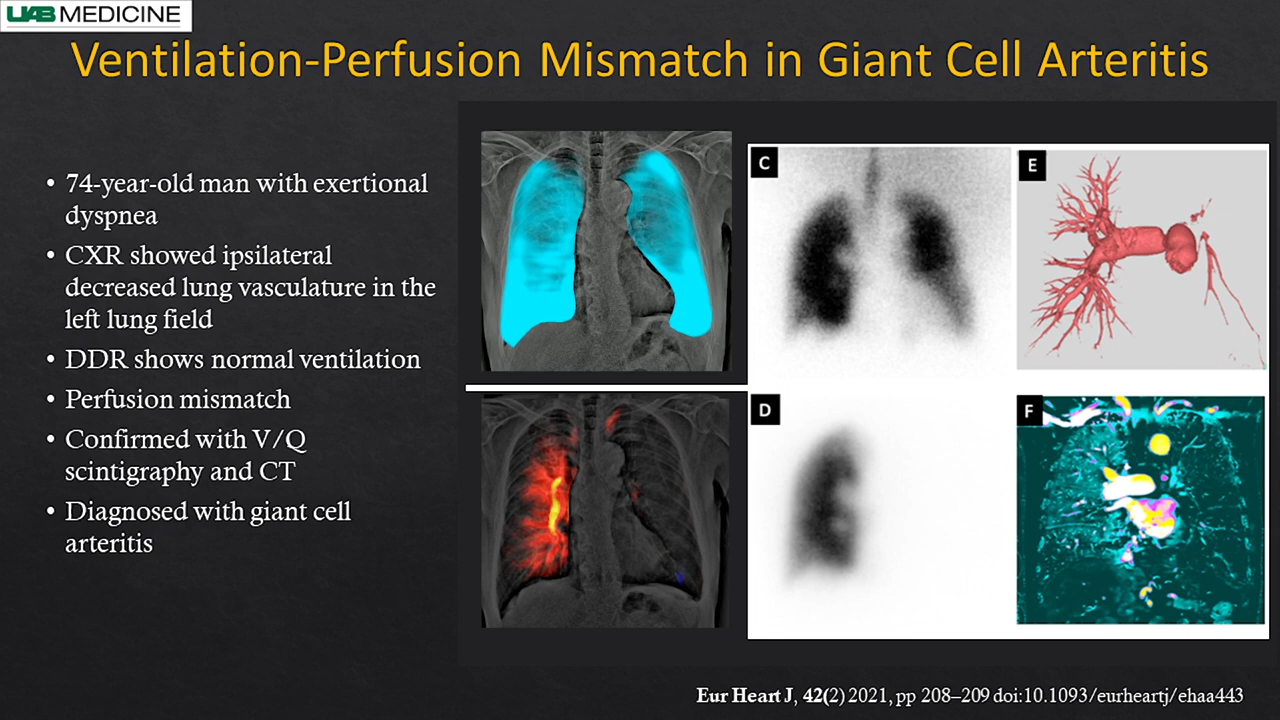 UAB MEDICINE
Ventilation-Perfusion Mismatch in Giant Cell Arteritis
• 74-year-old man with exertional
dyspnea
• CXR showed ipsilateral
decreased lung vasculature in the
left lung field
• DDR shows normal ventilation
• Perfusion mismatch
• Confirmed with V/Q
scintigraphy and CT
• Diagnosed with giant cell
arteritis
C
E
D
F
Eur Heart J, 42(2) 2021, pp 208–209 doi:10.1093/eurheartj/ehaa443